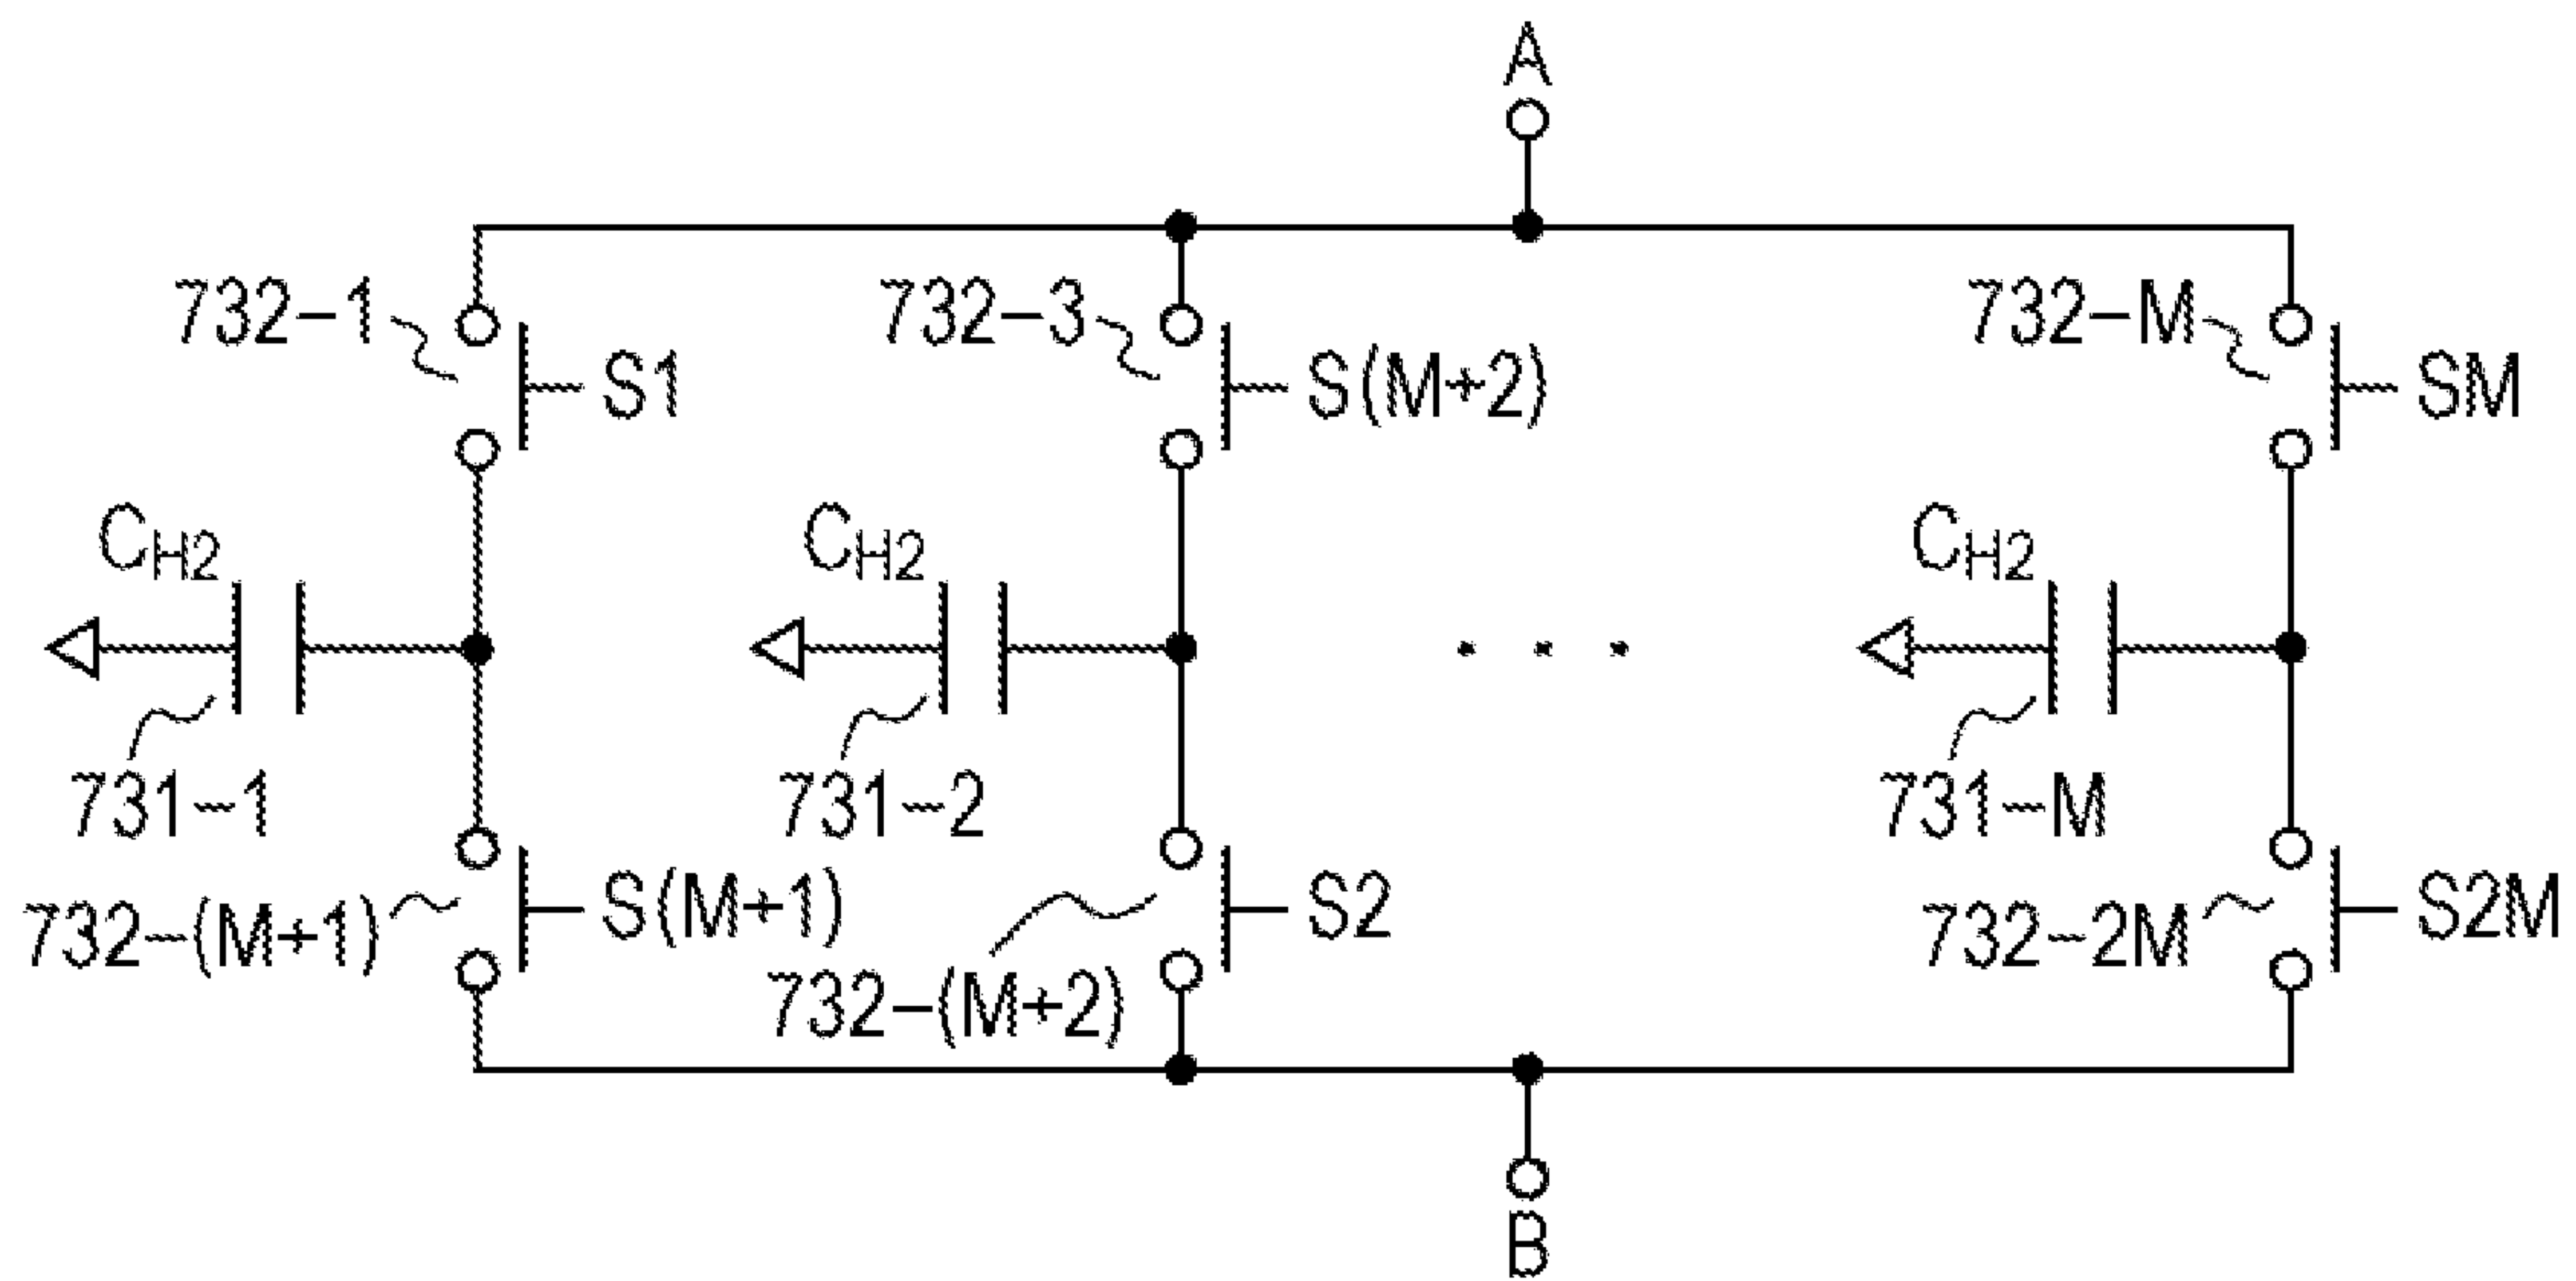 A
732-1
S1
732-3
S(M+2)
732-M
SM
CH2
CH2
CH2
731-1
731-2
731-M
732-(M+1)
S(M+1)
732-(M+2)
S2
732-2M
S2M
B